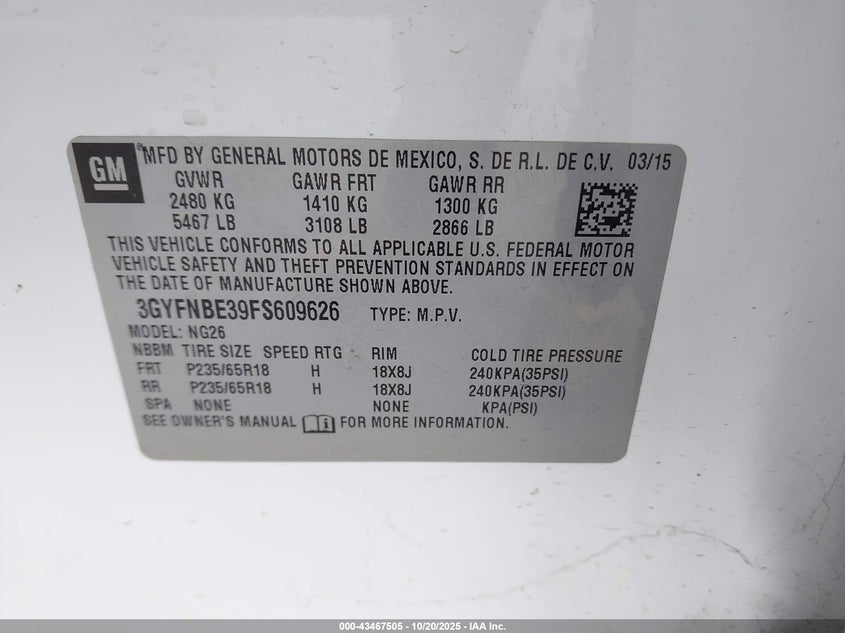 GM
® MFD BY GENERAL MOTORS DE MEXICO, S. DE R.L. DE C.V. 03/15
GVWR GAWR FRT GAWR RR
2480 KG 1410 KG 1300 KG
5467 LB 3108 LB 2866 LB
THIS VEHICLE CONFORMS TO ALL APPLICABLE U.S. FEDERAL MOTOR
VEHICLE SAFETY AND THEFT PREVENTION STANDARDS IN EFFECT ON
THE DATE OF MANUFACTURE SHOWN ABOVE.
3GYFNBE39FS609626 TYPE: M.P.V.
MODEL: NG26
NBBM TIRE SIZE SPEED RTG RIM COLD TIRE PRESSURE
FRT P235/65R18 H 18X8J 240KPA(35PSI)
RR P235/65R18 H 18X8J 240KPA(35PSI)
SPA NONE NONE KPA(PSI)
SEE OWNER'S MANUAL i FOR MORE INFORMATION.
000-43467505 - 10/20/2025 - IAA Inc.